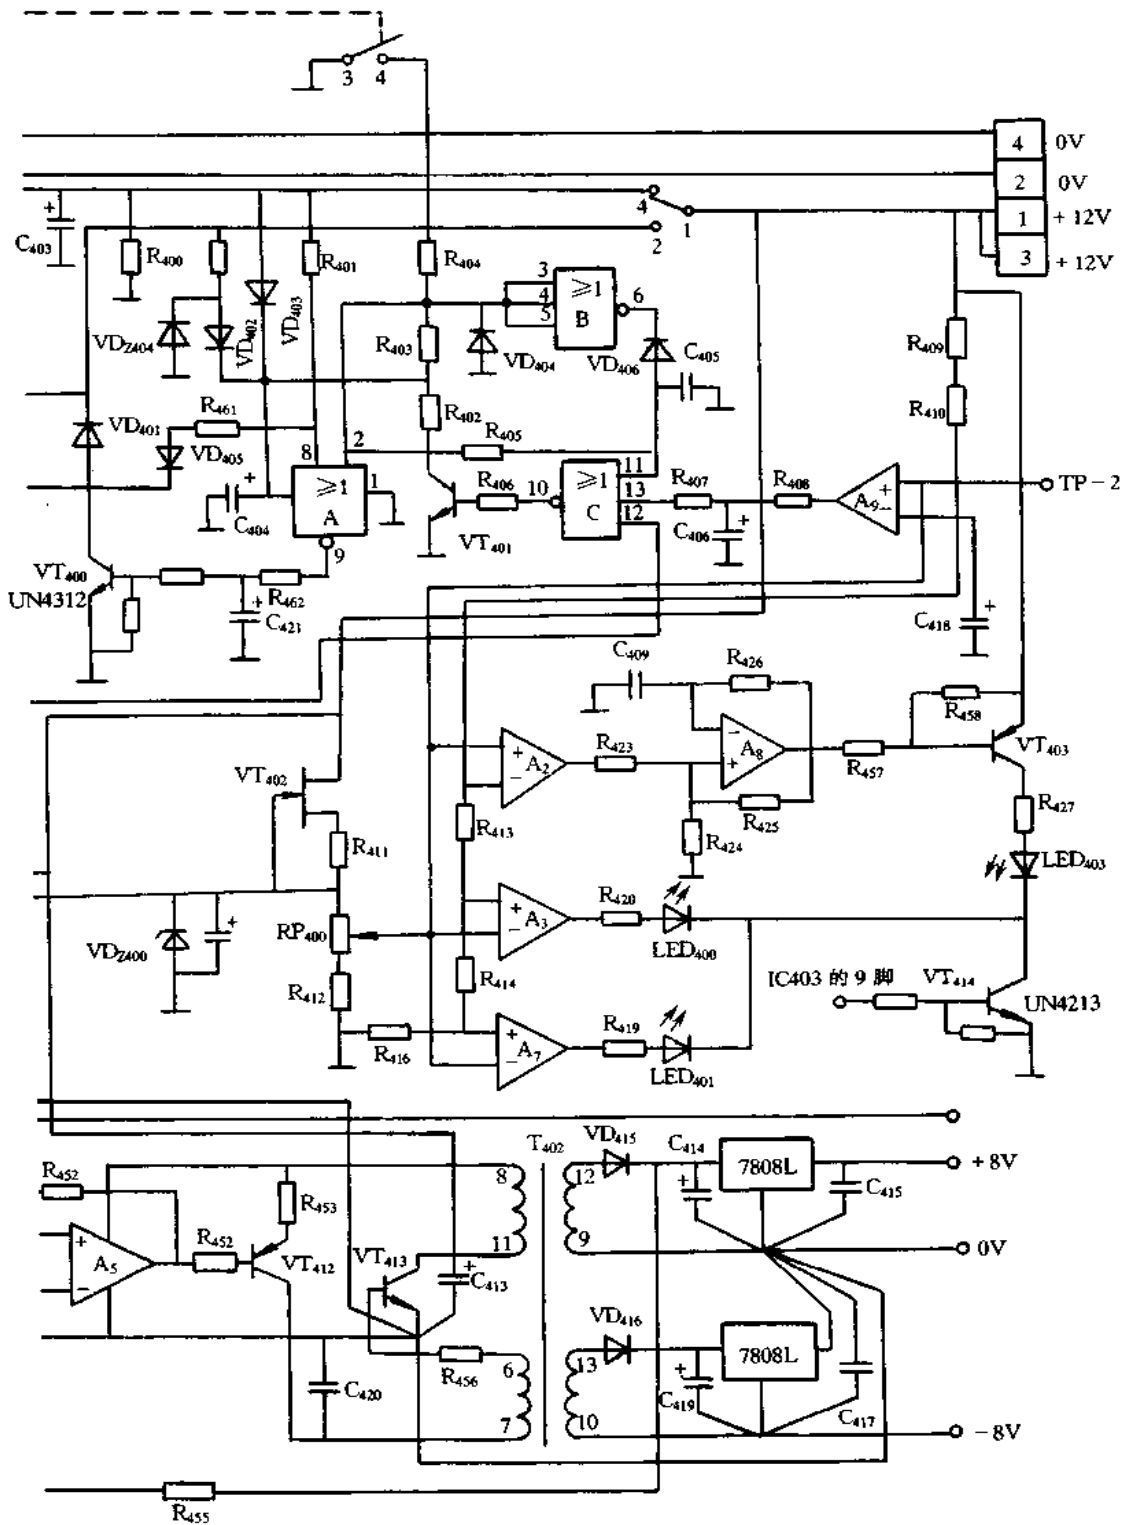 3 4
4 0V
2 0V
1 +12V
3 +12V
4
2 1
+
C403
R400
R401
R404
3
4
5
≥1
B
6
VDZ404
VD402
VD403
R403
VD404
VD406
C405
R409
R410
R461
VD401
VD405
R402
R405
8 2
≥1
A
1
9
+
C404
R406
10
≥1
C
11
13
12
R407
R408
A9
+
−
TP-2
VT401
C406
+
VT400
UN4312
R462
C421
+
C418
+
C409
R426
R458
VT403
A8
−
+
R457
R423
A2
+
−
R425
R424
R427
LED403
VT402
R411
R413
RP400
VDZ400
+
R412
A3
+
−
R420
LED400
R414
R416
A7
+
−
R419
LED401
IC403 的 9 脚
VT414
UN4213
T402
VD415
C414
+
7808L
C415
+8V
8
11
12
9
0V
R452
R453
A5
+
−
R452
VT412
VT413
C413
+
VD416
7808L
C419
+
C417
R456
6
7
13
10
C420
−8V
R455